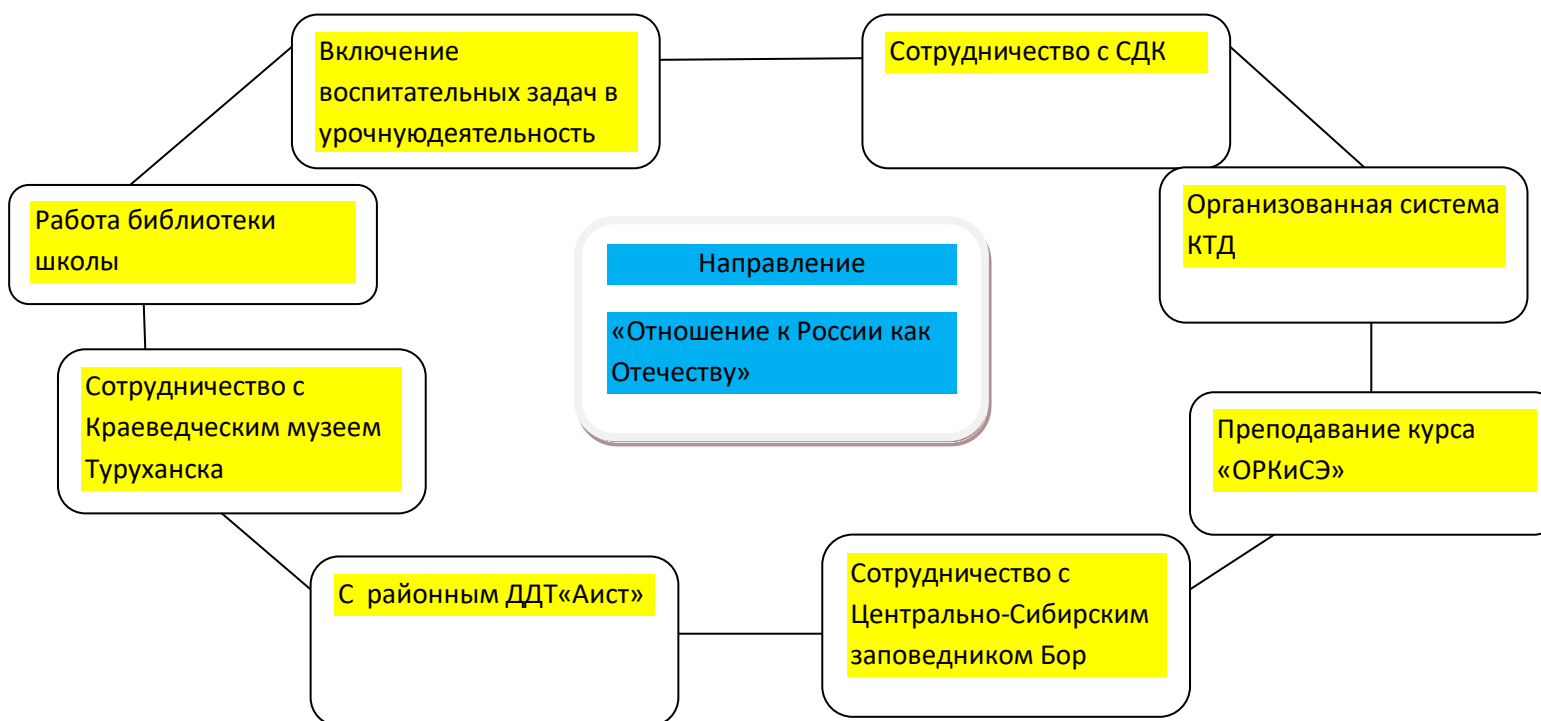 Включение
воспитательных задач в
урочнуюдеятельность
Сотрудничество с СДК
Работа библиотеки
школы
Организованная система
КТД
Направление
«Отношение к России как
Отечеству»
Сотрудничество с
Краеведческим музеем
Туруханска
Преподавание курса
«ОРКиСЭ»
С районным ДДТ«Аист»
Сотрудничество с
Центрально-Сибирским
заповедником Бор